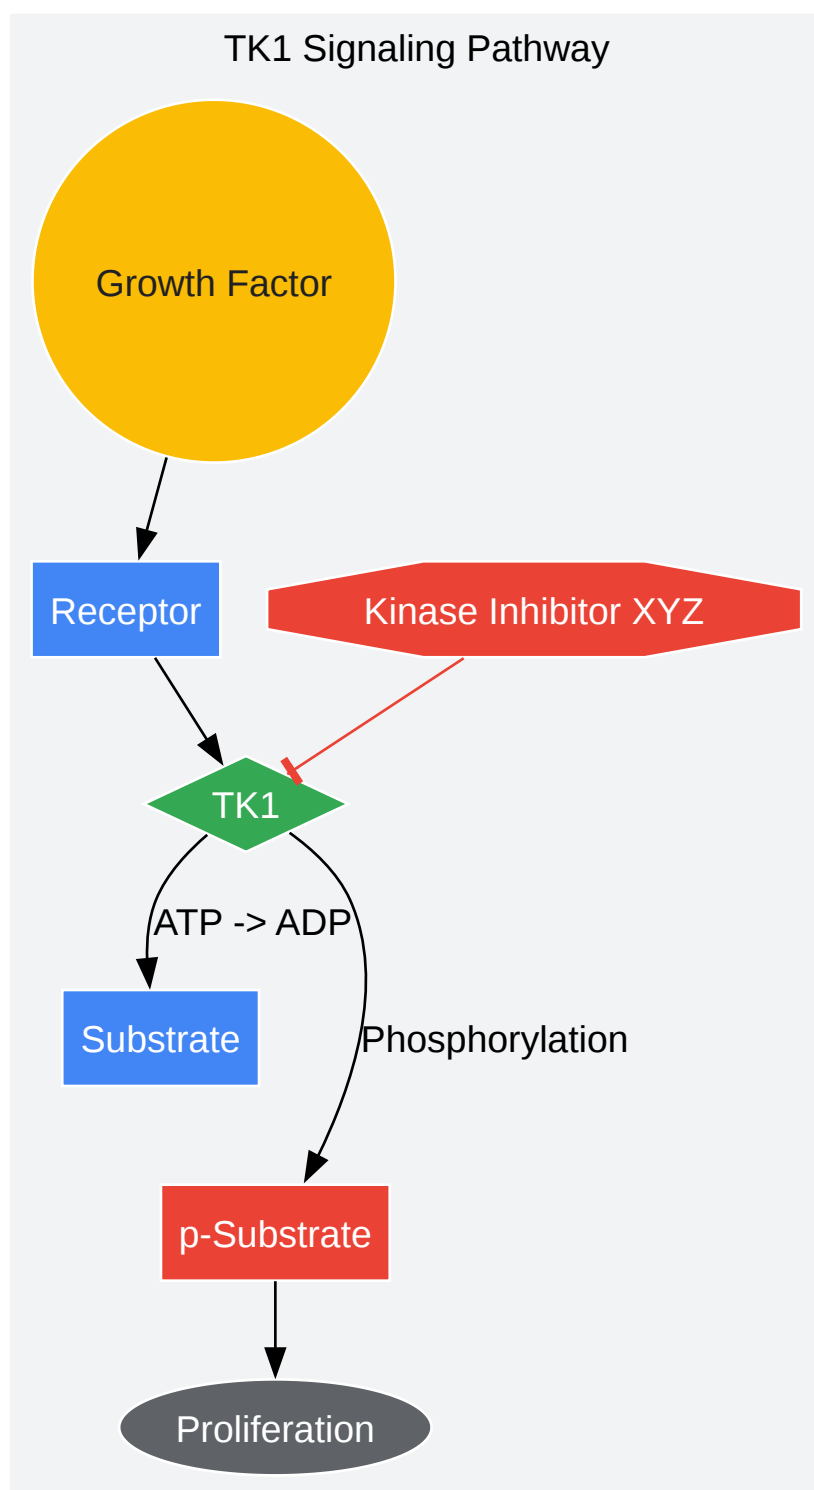 TK1 Signaling Pathway
Growth Factor
Receptor
Kinase Inhibitor XYZ
TK1
ATP -> ADP
Substrate
Phosphorylation
p-Substrate
Proliferation